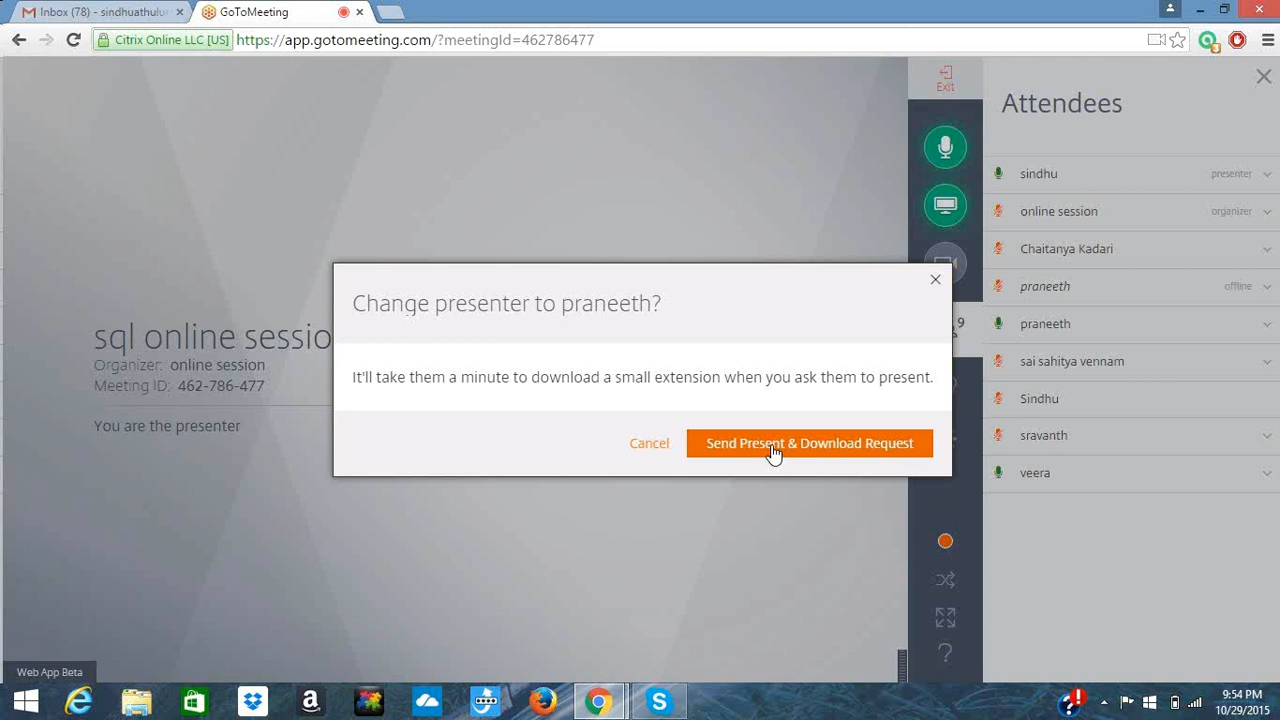 Inbox (78) - sindhuathulu
GoToMeeting
Citrix Online LLC [US]
https://app.gotomeeting.com/?meetingId=462786477
Exit
Attendees
sindhu
presenter
online session
organizer
Chaitanya Kadari
praneeth
offline
praneeth
sai sahitya vennam
Sindhu
sravanth
veera
9
sql online sessio
Organizer: online session
Meeting ID: 462-786-477
You are the presenter
Change presenter to praneeth?
It'll take them a minute to download a small extension when you ask them to present.
Cancel
Send Present & Download Request
Web App Beta
9:54 PM
10/29/2015